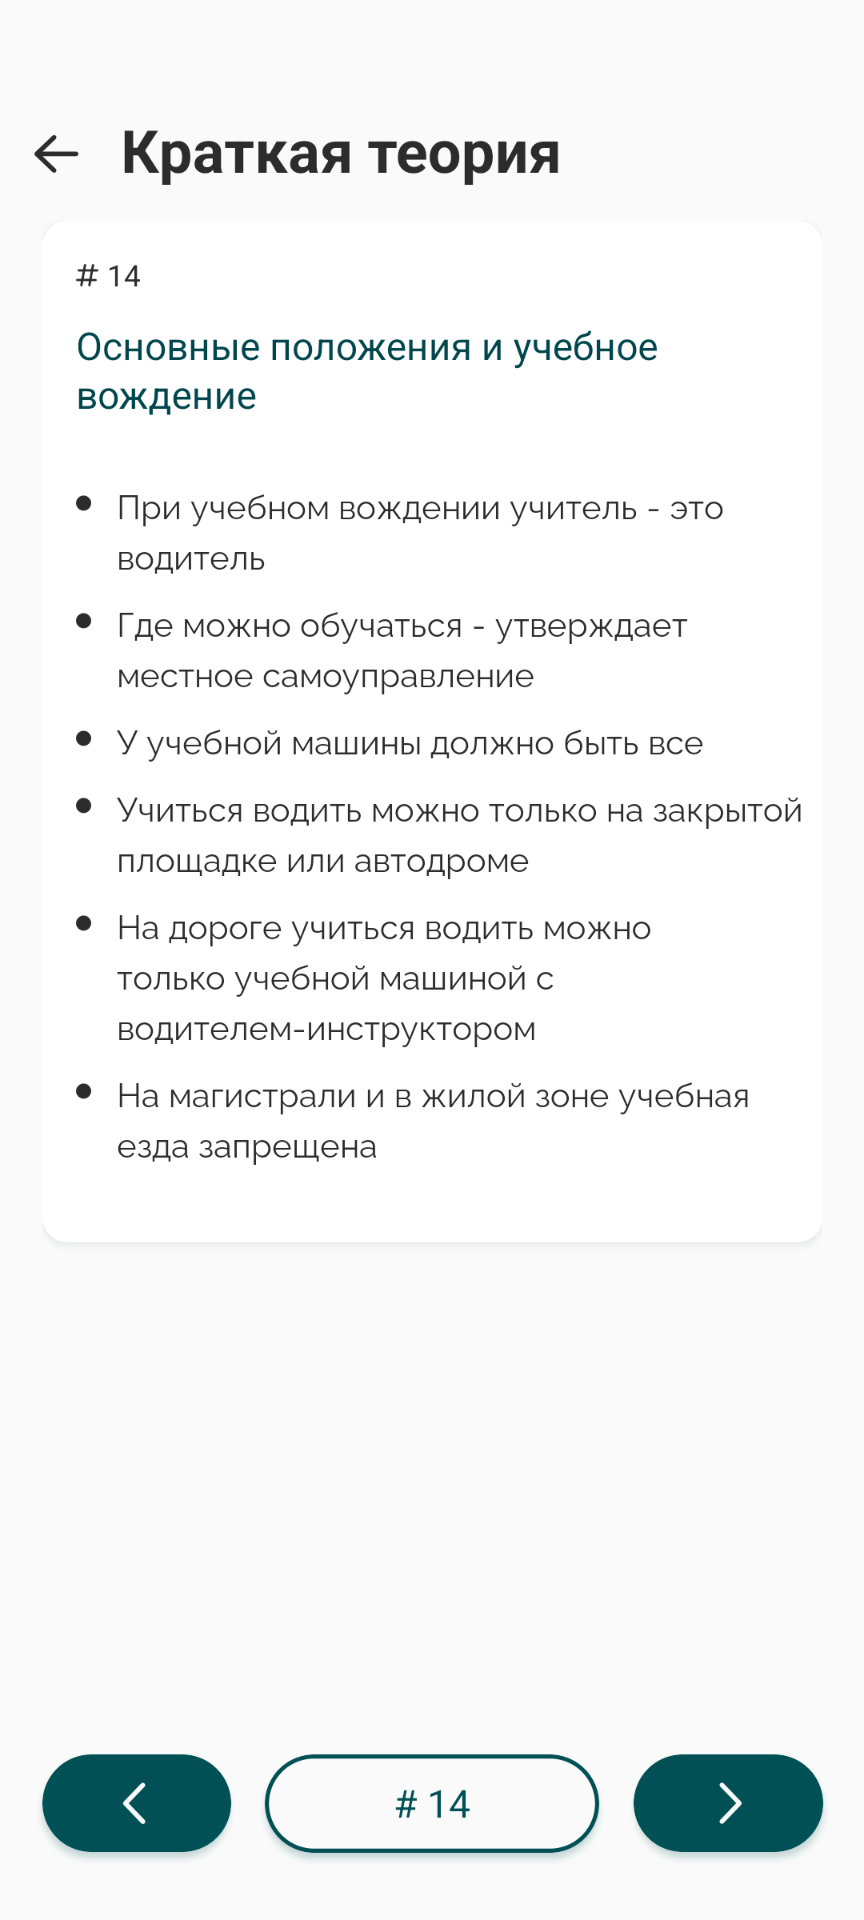 Краткая теория
# 14
Основные положения и учебное
вождение
• При учебном вождении учитель - это
водитель
• Где можно обучаться - утверждает
местное самоуправление
• У учебной машины должно быть все
• Учиться водить можно только на закрытой
площадке или автодроме
• На дороге учиться водить можно
только учебной машиной с
водителем-инструктором
• На магистрали и в жилой зоне учебная
езда запрещена
# 14